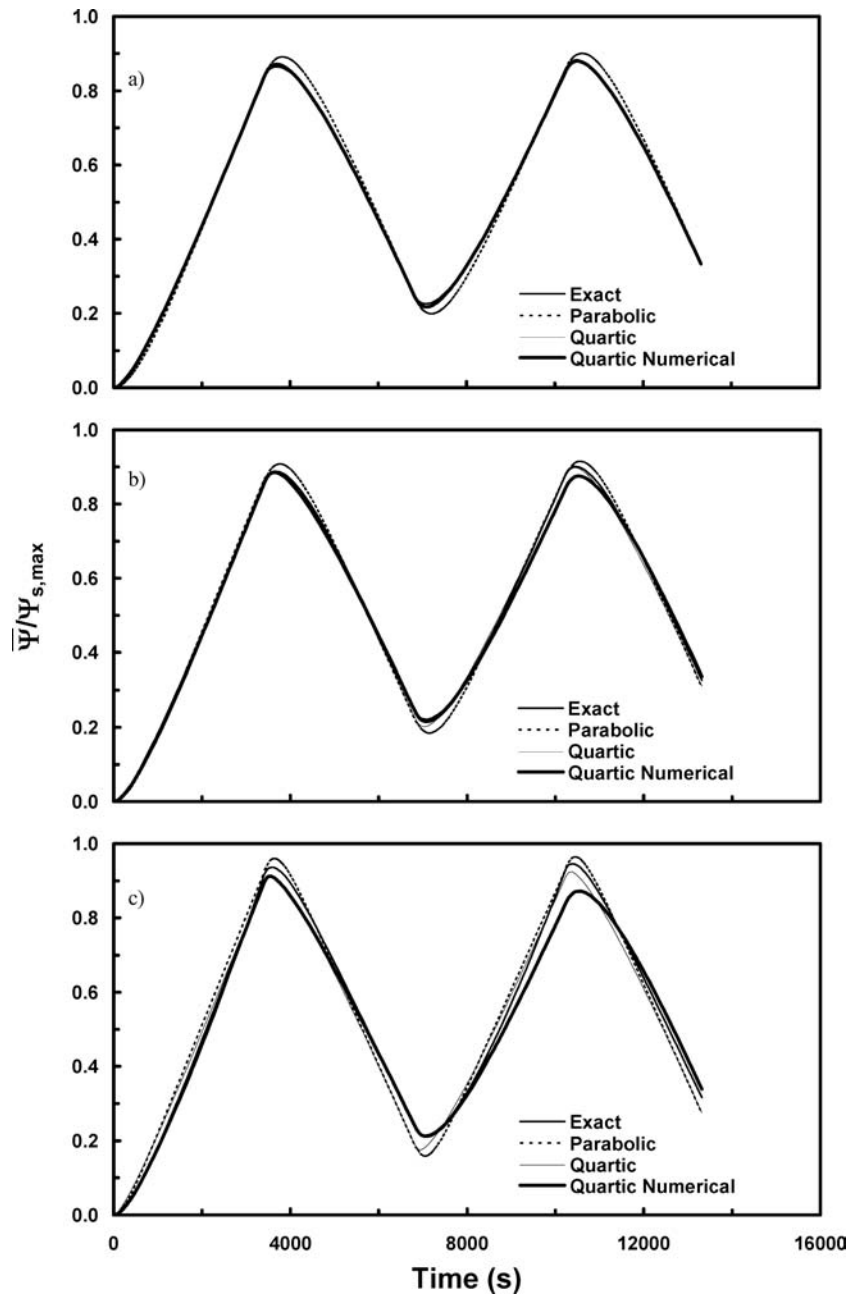 1.0
a)
0.8
0.6
0.4
Exact
Parabolic
0.2
Quartic
Quartic Numerical
0.0
1.0
b)
0.8
0.6
Ψ̅/Ψs,max
0.4
Exact
0.2
Parabolic
Quartic
Quartic Numerical
0.0
1.0
c)
0.8
0.6
0.4
Exact
0.2
Parabolic
Quartic
Quartic Numerical
0.0
0 4000 8000 12000 16000
Time (s)